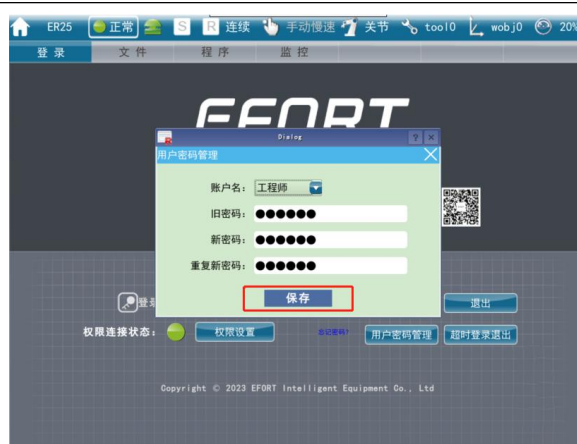 ER25 正常 S R 连续 手动慢速 关节 tool0 wobj0 20%
登录 文件 程序 监控
EFORT
Dialog
用户密码管理
账户名： 工程师
旧密码： ●●●●●●
新密码： ●●●●●●
重复新密码： ●●●●●●
保存
退出
权限连接状态： 权限设置 忘记密码? 用户密码管理 超时登录退出
Copyright © 2023 EFORT Intelligent Equipment Co., Ltd